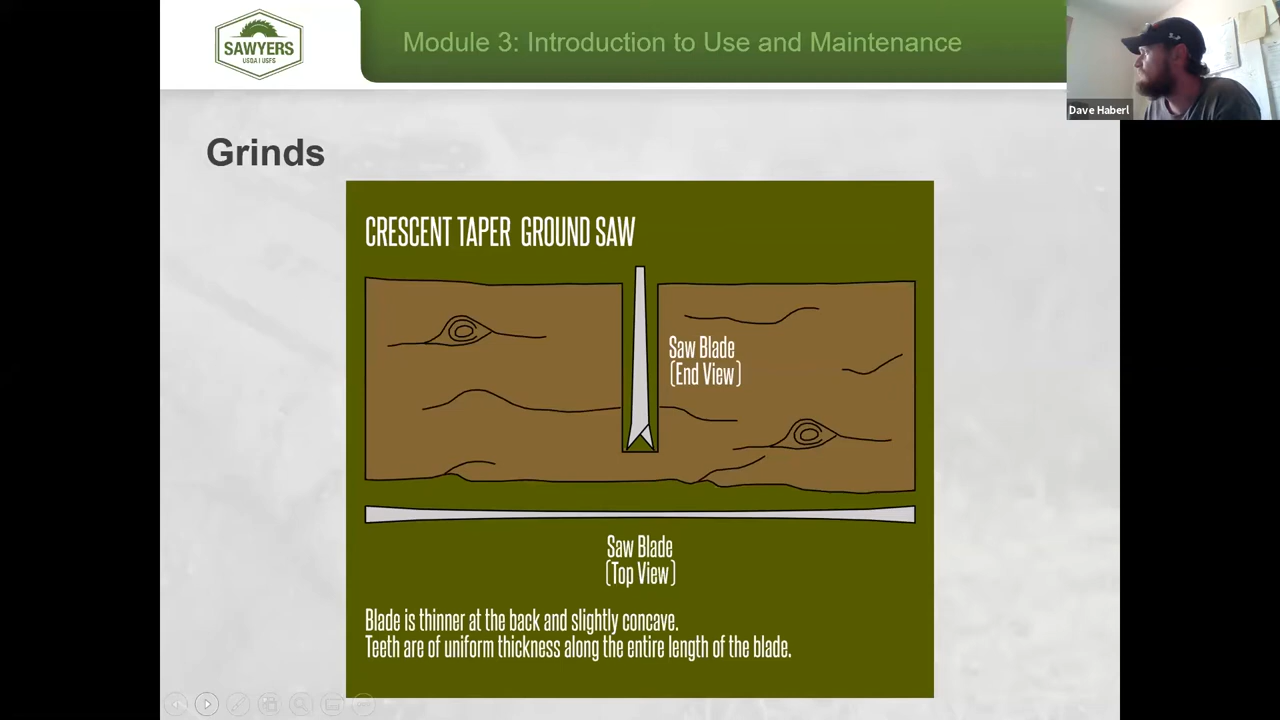 SAWYERS
USDA | USFS
Module 3: Introduction to Use and Maintenance
Dave Haberl
Grinds
CRESCENT TAPER GROUND SAW
Saw Blade
(End View)
Saw Blade
(Top View)
Blade is thinner at the back and slightly concave.
Teeth are of uniform thickness along the entire length of the blade.